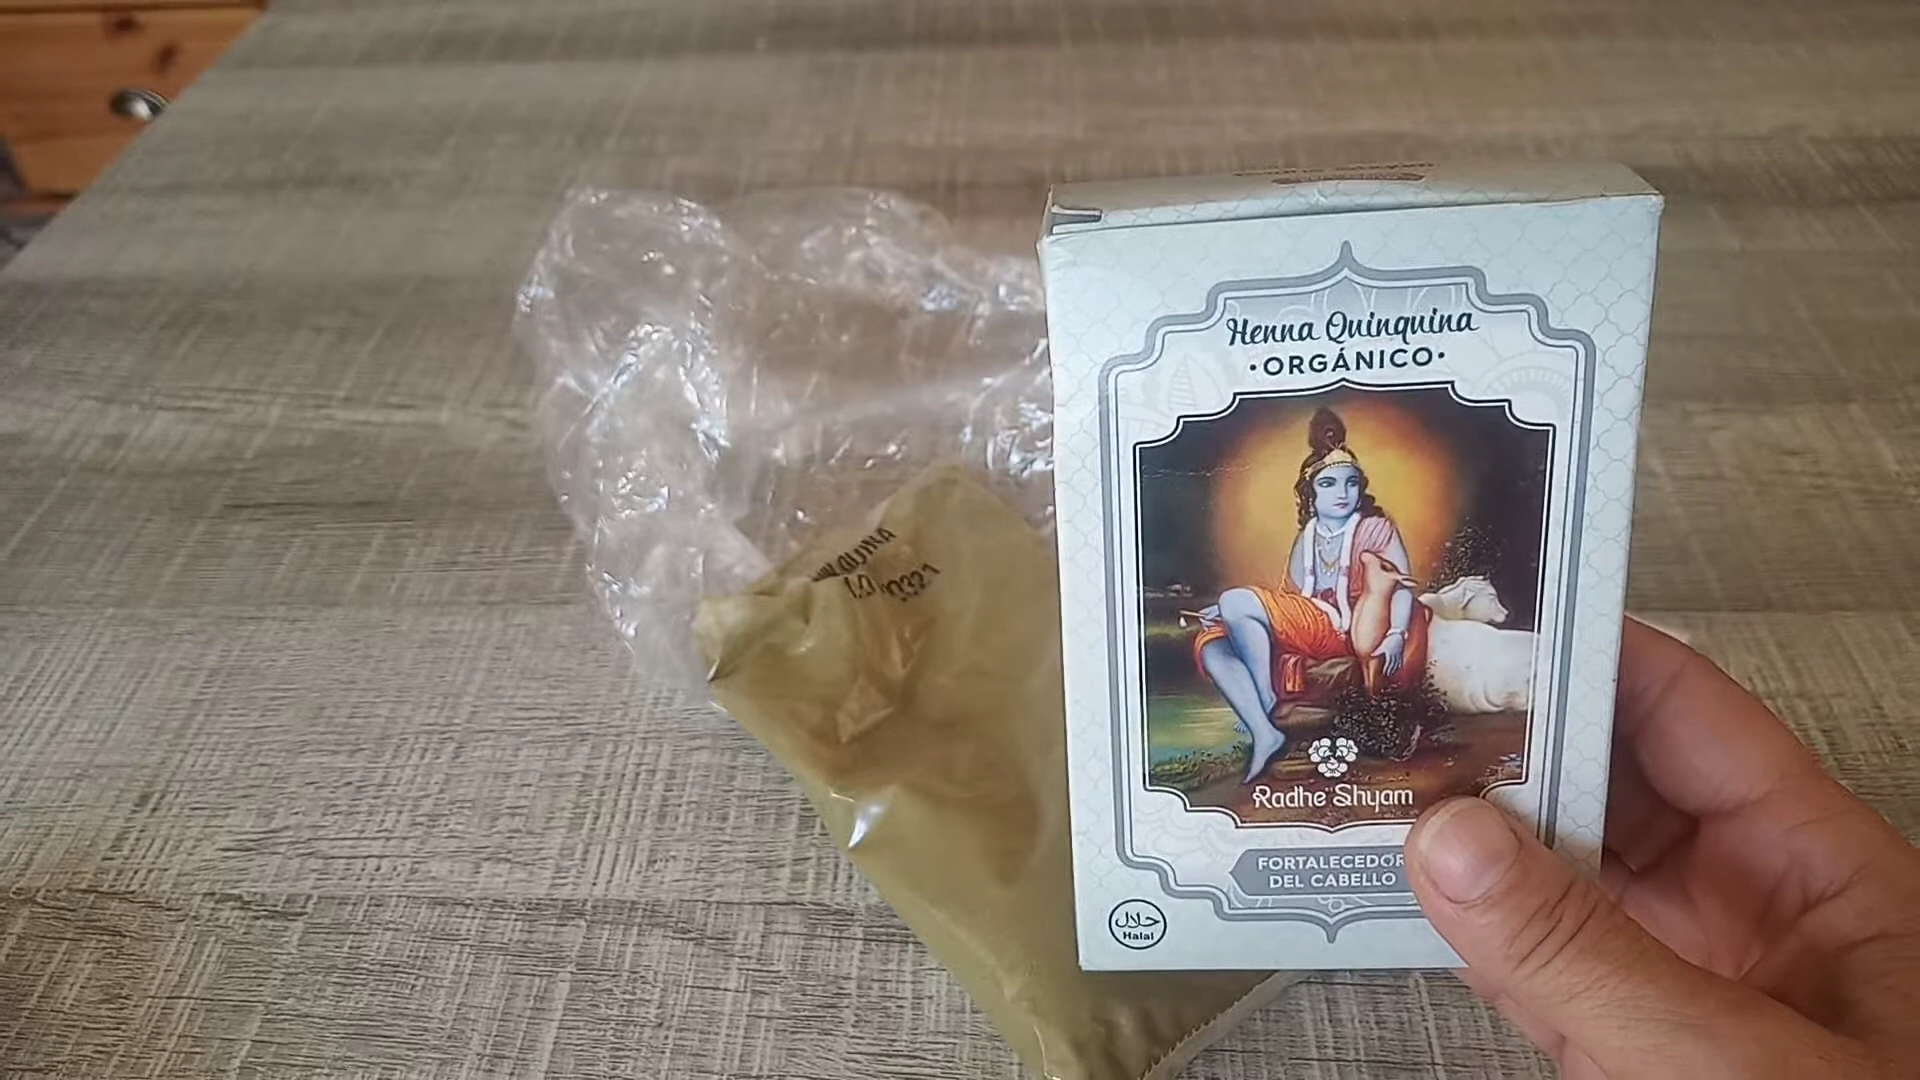 Henna Quinquina
•ORGÁNICO•
Radhe Shyam
FORTALECEDOR
DEL CABELLO
حلال
Halal